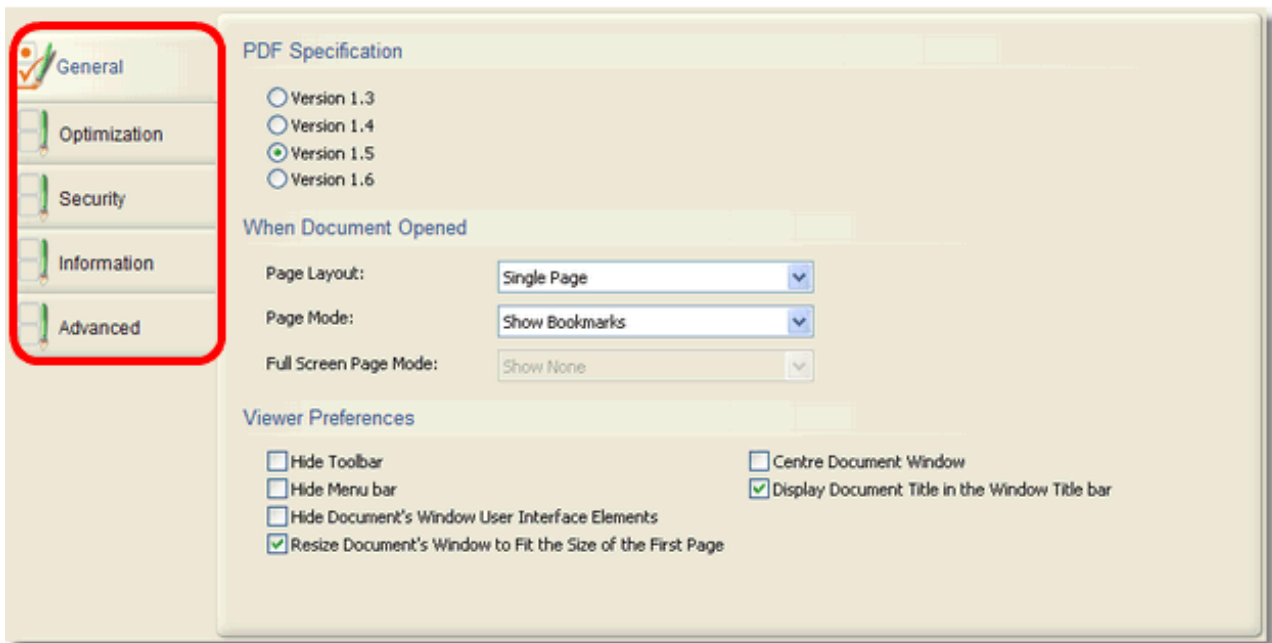 General
Optimization
Security
Information
Advanced
PDF Specification
Version 1.3
Version 1.4
Version 1.5
Version 1.6
When Document Opened
Page Layout: Single Page
Page Mode: Show Bookmarks
Full Screen Page Mode: Show None
Viewer Preferences
Hide Toolbar
Hide Menu bar
Hide Document's Window User Interface Elements
Resize Document's Window to Fit the Size of the First Page
Centre Document Window
Display Document Title in the Window Title bar